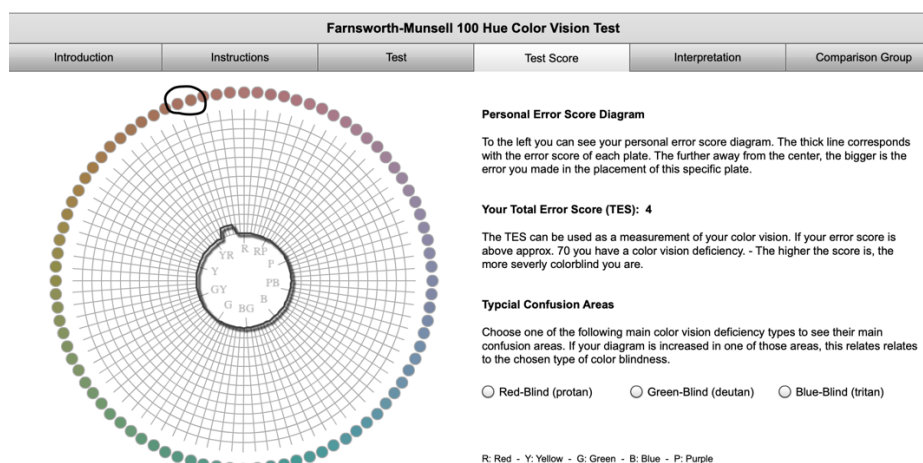 Farnsworth-Munsell 100 Hue Color Vision Test
Introduction
Instructions
Test
Test Score
Interpretation
Comparison Group
R
RP
P
PB
B
BG
G
GY
Y
YR
Personal Error Score Diagram
To the left you can see your personal error score diagram. The thick line corresponds
with the error score of each plate. The further away from the center, the bigger is the
error you made in the placement of this specific plate.
Your Total Error Score (TES): 4
The TES can be used as a measurement of your color vision. If your error score is
above approx. 70 you have a color vision deficiency. - The higher the score is, the
more severly colorblind you are.
Typcial Confusion Areas
Choose one of the following main color vision deficiency types to see their main
confusion areas. If your diagram is increased in one of those areas, this relates relates
to the chosen type of color blindness.
Red-Blind (protan)
Green-Blind (deutan)
Blue-Blind (tritan)
R: Red - Y: Yellow - G: Green - B: Blue - P: Purple